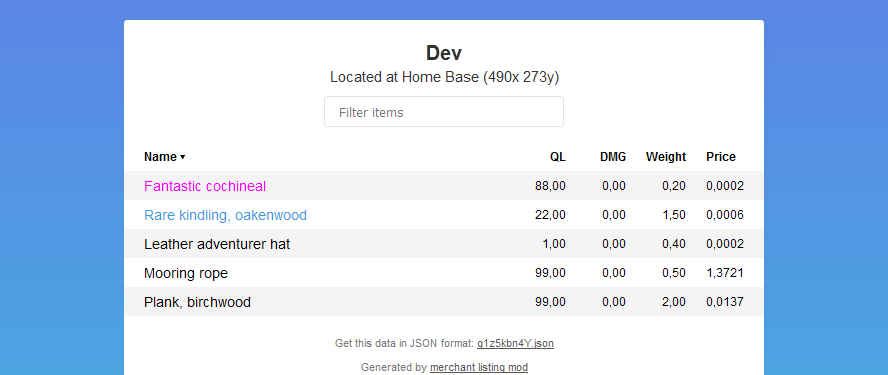 Dev
Located at Home Base (490x 273y)
Filter items
Name ▾ QL DMG Weight Price
Fantastic cochineal 88,00 0,00 0,20 0,0002
Rare kindling, oakenwood 22,00 0,00 1,50 0,0006
Leather adventurer hat 1,00 0,00 0,40 0,0002
Mooring rope 99,00 0,00 0,50 1,3721
Plank, birchwood 99,00 0,00 2,00 0,0137
Get this data in JSON format: q1z5kbn4Y.json
Generated by merchant listing mod